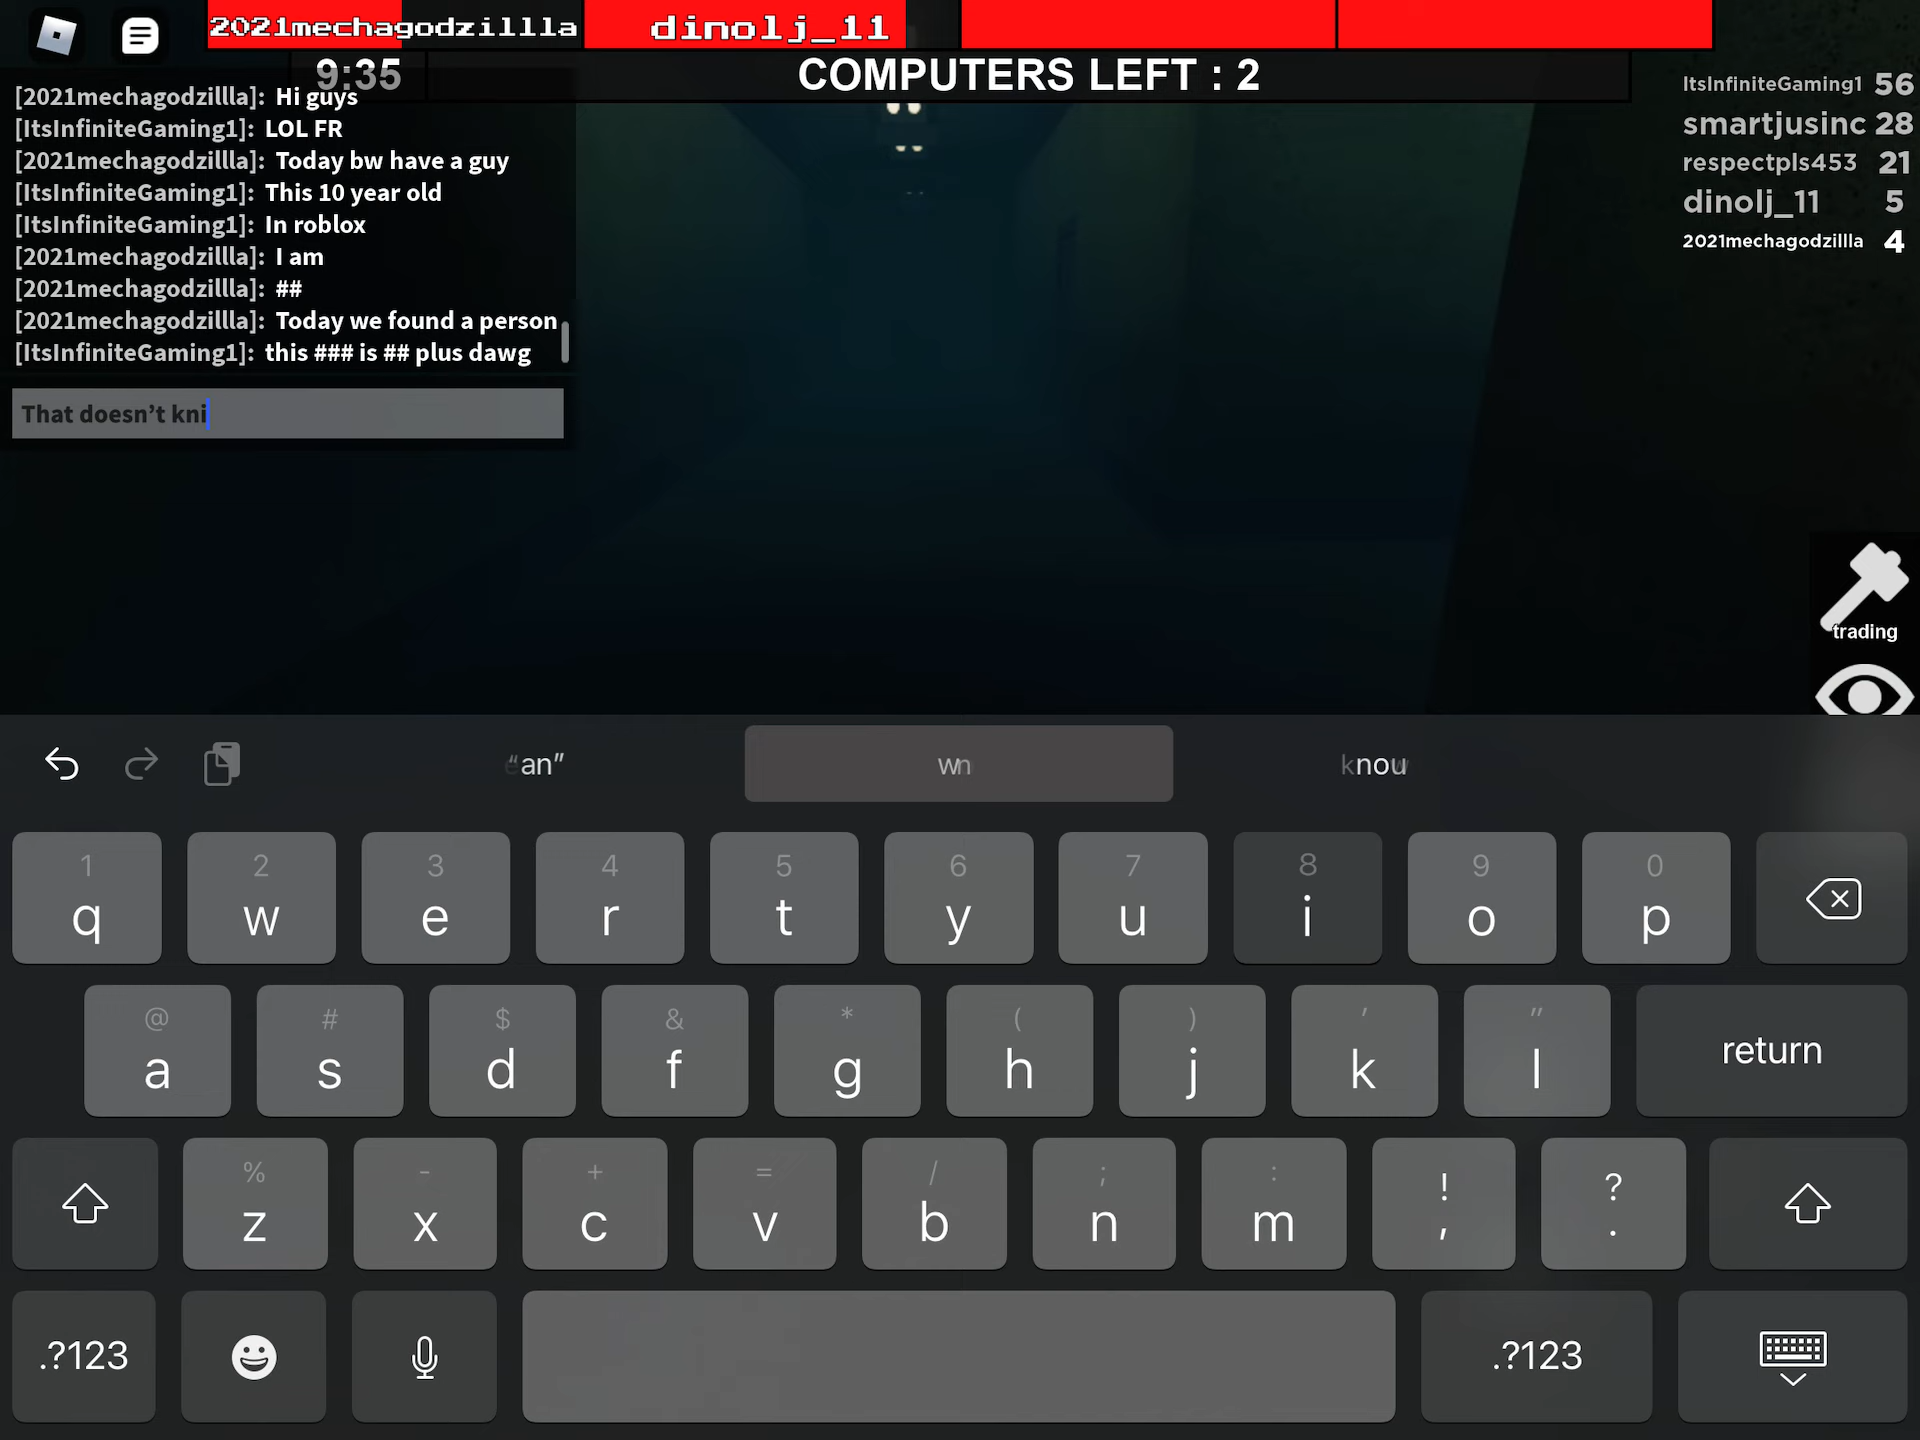 2021mechagodzillla dinolj_11
9:35 COMPUTERS LEFT : 2
[2021mechagodzillla]: Hi guys
[ItsInfiniteGaming1]: LOL FR
[2021mechagodzillla]: Today bw have a guy
[ItsInfiniteGaming1]: This 10 year old
[ItsInfiniteGaming1]: In roblox
[2021mechagodzillla]: I am
[2021mechagodzillla]: ##
[2021mechagodzillla]: Today we found a person
[ItsInfiniteGaming1]: this ### is ## plus dawg
That doesn’t kni
ItsInfiniteGaming1 56
smartjusinc 28
respectpls453 21
dinolj_11 5
2021mechagodzillla 4
trading
“an”
1 2 3 4 5 6 7 8 9 0
q w e r t y u i o p
@ # $ & * ( ) ' "
a s d f g h j k l return
% - + = / ; : ! ?
z x c v b n m , .
.?123 .?123